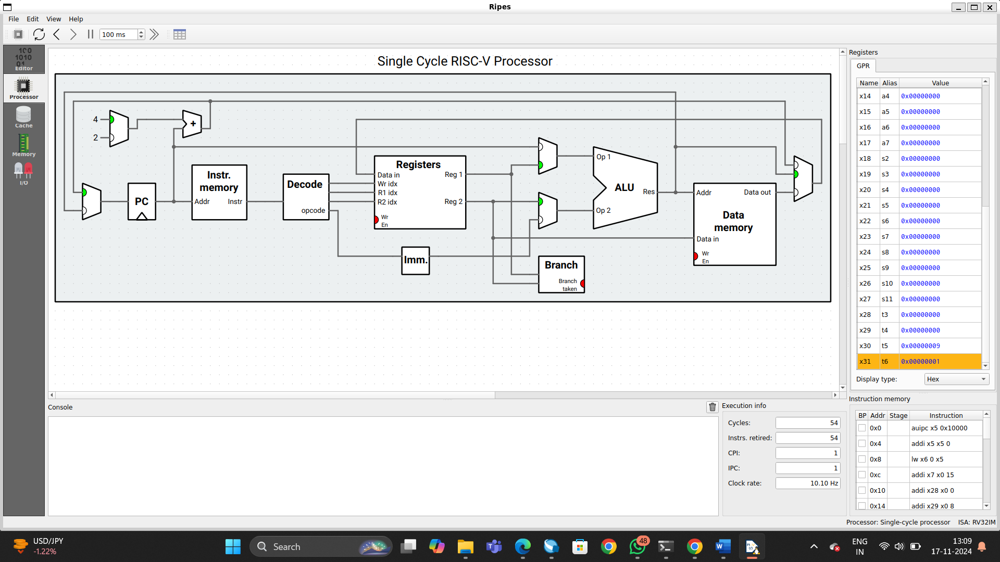 Ripes
File Edit View Help
100 ms
Editor
Processor
Cache
Memory
I/O
Single Cycle RISC-V Processor
4
2
+
PC
Instr.
memory
Addr Instr
Decode
opcode
Registers
Data in Reg 1
Wr idx
R1 idx
R2 idx Reg 2
Wr
En
Imm.
Op 1
ALU
Res
Op 2
Branch
Branch
taken
Addr Data out
Data
memory
Data in
Wr
En
Registers
GPR
Name Alias Value
x14 a4 0x00000000
x15 a5 0x00000000
x16 a6 0x00000000
x17 a7 0x00000000
x18 s2 0x00000000
x19 s3 0x00000000
x20 s4 0x00000000
x21 s5 0x00000000
x22 s6 0x00000000
x23 s7 0x00000000
x24 s8 0x00000000
x25 s9 0x00000000
x26 s10 0x00000000
x27 s11 0x00000000
x28 t3 0x00000000
x29 t4 0x00000000
x30 t5 0x00000009
x31 t6 0x00000001
Display type: Hex
Console
Execution info
Cycles: 54
Instrs. retired: 54
CPI: 1
IPC: 1
Clock rate: 10.10 Hz
Instruction memory
BP Addr Stage Instruction
0x0 auipc x5 0x10000
0x4 addi x5 x5 0
0x8 lw x6 0 x5
0xc addi x7 x0 15
0x10 addi x28 x0 0
0x14 addi x29 x0 8
Processor: Single-cycle processor ISA: RV32IM
USD/JPY
-1.22%
Search
48
ENG
IN
13:09
17-11-2024